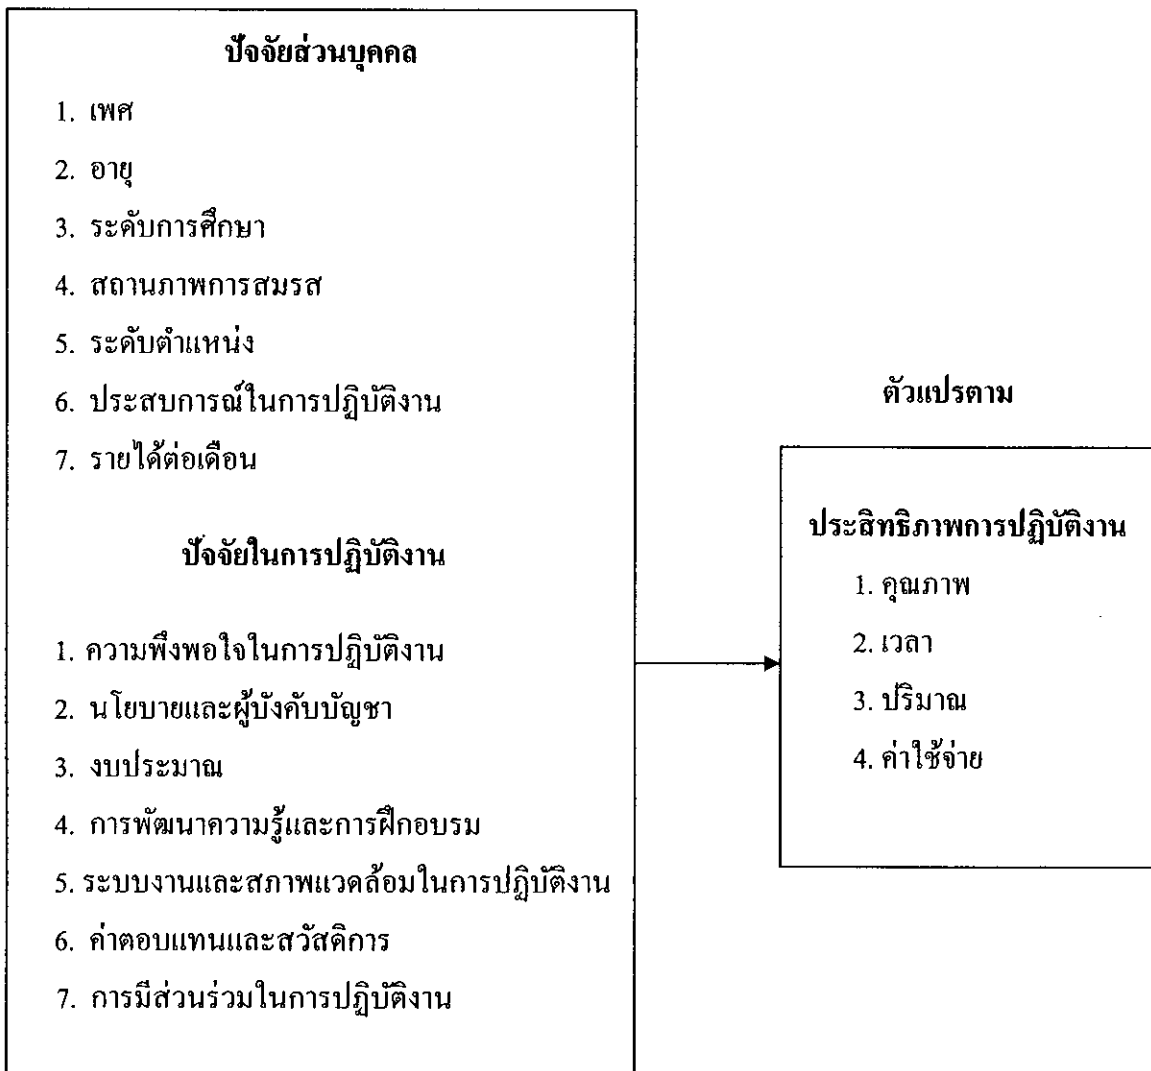 ปัจจัยส่วนบุคคล
1. เพศ
2. อายุ
3. ระดับการศึกษา
4. สถานภาพการสมรส
5. ระดับตำแหน่ง
6. ประสบการณ์ในการปฏิบัติงาน
7. รายได้ต่อเดือน
ปัจจัยในการปฏิบัติงาน
1. ความพึงพอใจในการปฏิบัติงาน
2. นโยบายและผู้บังคับบัญชา
3. งบประมาณ
4. การพัฒนาความรู้และการฝึกอบรม
5. ระบบงานและสภาพแวดล้อมในการปฏิบัติงาน
6. ค่าตอบแทนและสวัสดิการ
7. การมีส่วนร่วมในการปฏิบัติงาน
ตัวแปรตาม
ประสิทธิภาพการปฏิบัติงาน
1. คุณภาพ
2. เวลา
3. ปริมาณ
4. ค่าใช้จ่าย